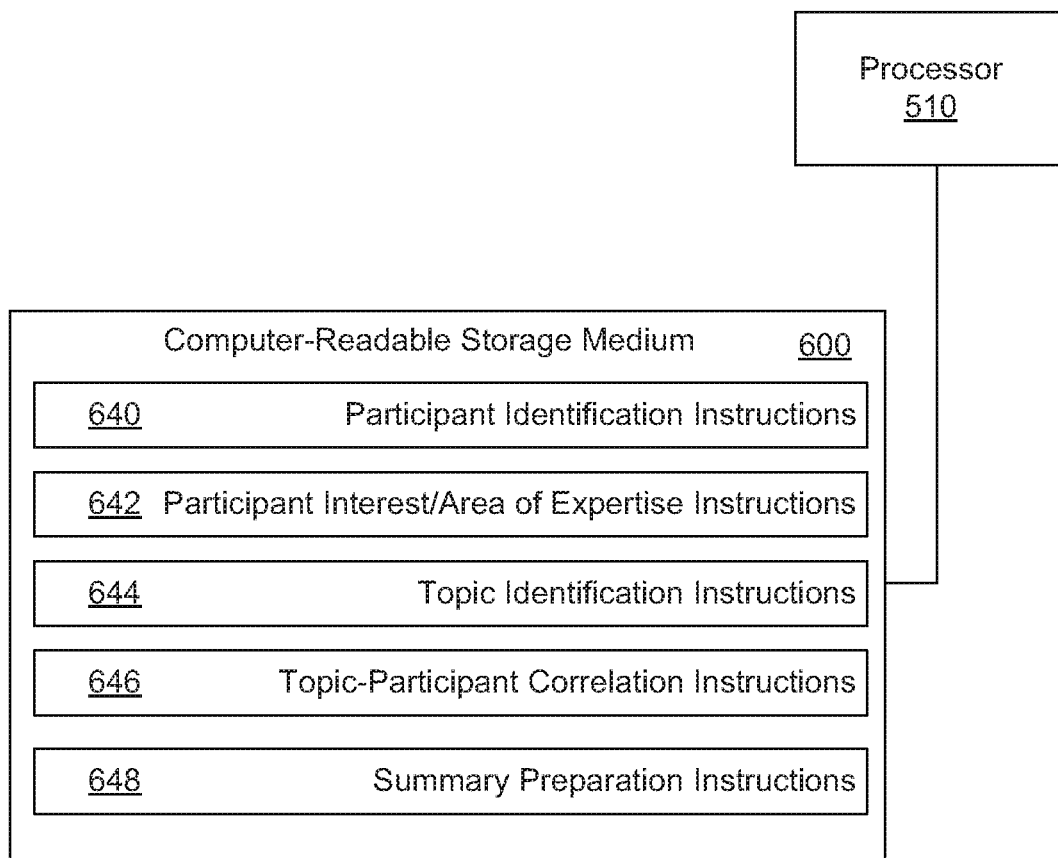 Processor
510
Computer-Readable Storage Medium 600
640 Participant Identification Instructions
642 Participant Interest/Area of Expertise Instructions
644 Topic Identification Instructions
646 Topic-Participant Correlation Instructions
648 Summary Preparation Instructions